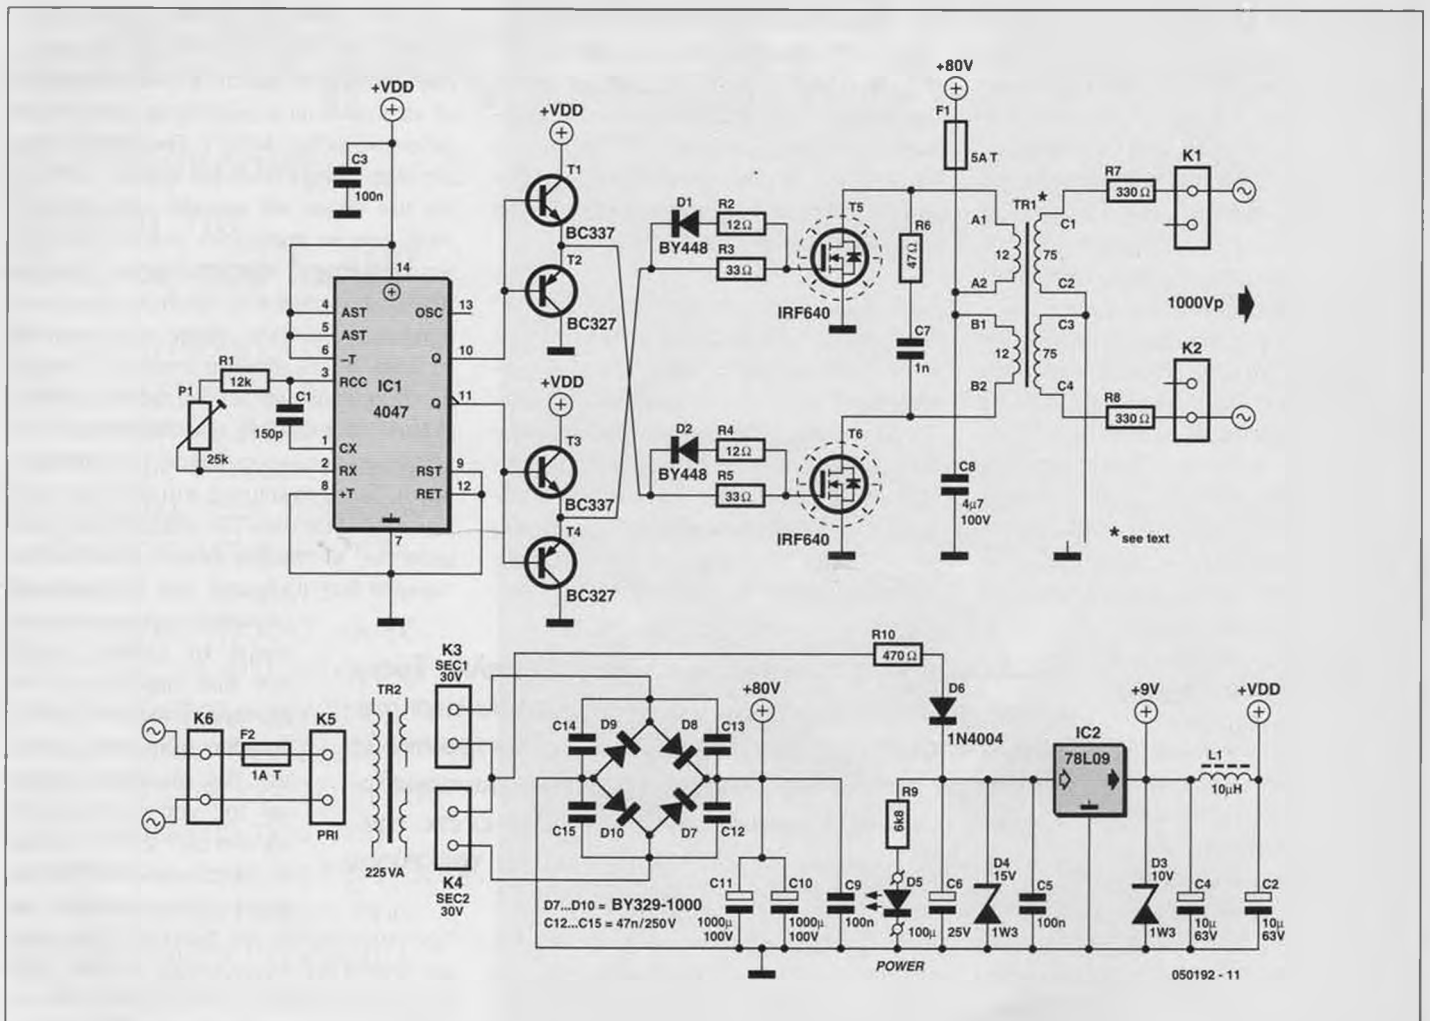 +80V
+VDD
+VDD
F1
5A T
C3
100n
T1
BC337
T2
BC327
D1
BY448
R2
12Ω
R3
33Ω
T5
IRF640
R6
47Ω
C7
1n
A1
A2
B1
B2
12
12
TR1 *
75
75
C1
C2
C3
C4
R7
330Ω
K1
1000Vp
K2
R8
330Ω
14
4
AST
OSC
13
5
AST
6
–T
Q
10
R1
12k
3
RCC
IC1
4047
P1
25k
C1
150p
Q
11
1
CX
2
RX
RST
9
8
+T
RET
12
7
+VDD
T3
BC337
T4
BC327
D2
BY448
R4
12Ω
R5
33Ω
T6
IRF640
C8
4µ7
100V
* see text
K3
SEC1
30V
R10
470Ω
TR2
K6
F2
1A T
K5
PRI
225VA
K4
SEC2
30V
C14
D9
D8
C13
C15
D10
D7
C12
+80V
D6
1N4004
+9V
+VDD
IC2
78L09
L1
10µH
R9
6k8
D7...D10 = BY329-1000
C12...C15 = 47n/250V
C11
1000µ
100V
C10
1000µ
100V
C9
100n
D5
POWER
C6
100µ
25V
D4
15V
1W3
C5
100n
D3
10V
1W3
C4
10µ
63V
C2
10µ
63V
050192 - 11